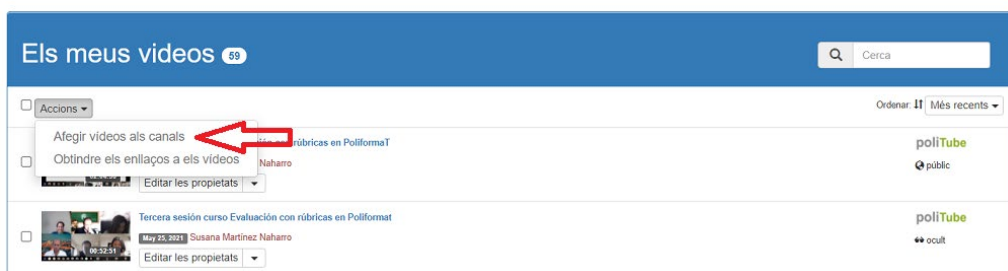 Els meus videos 59
Cerca
Accions
Ordenar: Més recents
Afegir vídeos als canals
Obtindre els enllaços a els vídeos
con rúbricas en PoliformaT
poliTube
Naharro
públic
Editar les propietats
Tercera sesión curso Evaluación con rúbricas en Poliformat
poliTube
May 25, 2021 Susana Martínez Naharro
ocult
00:52:51
Editar les propietats